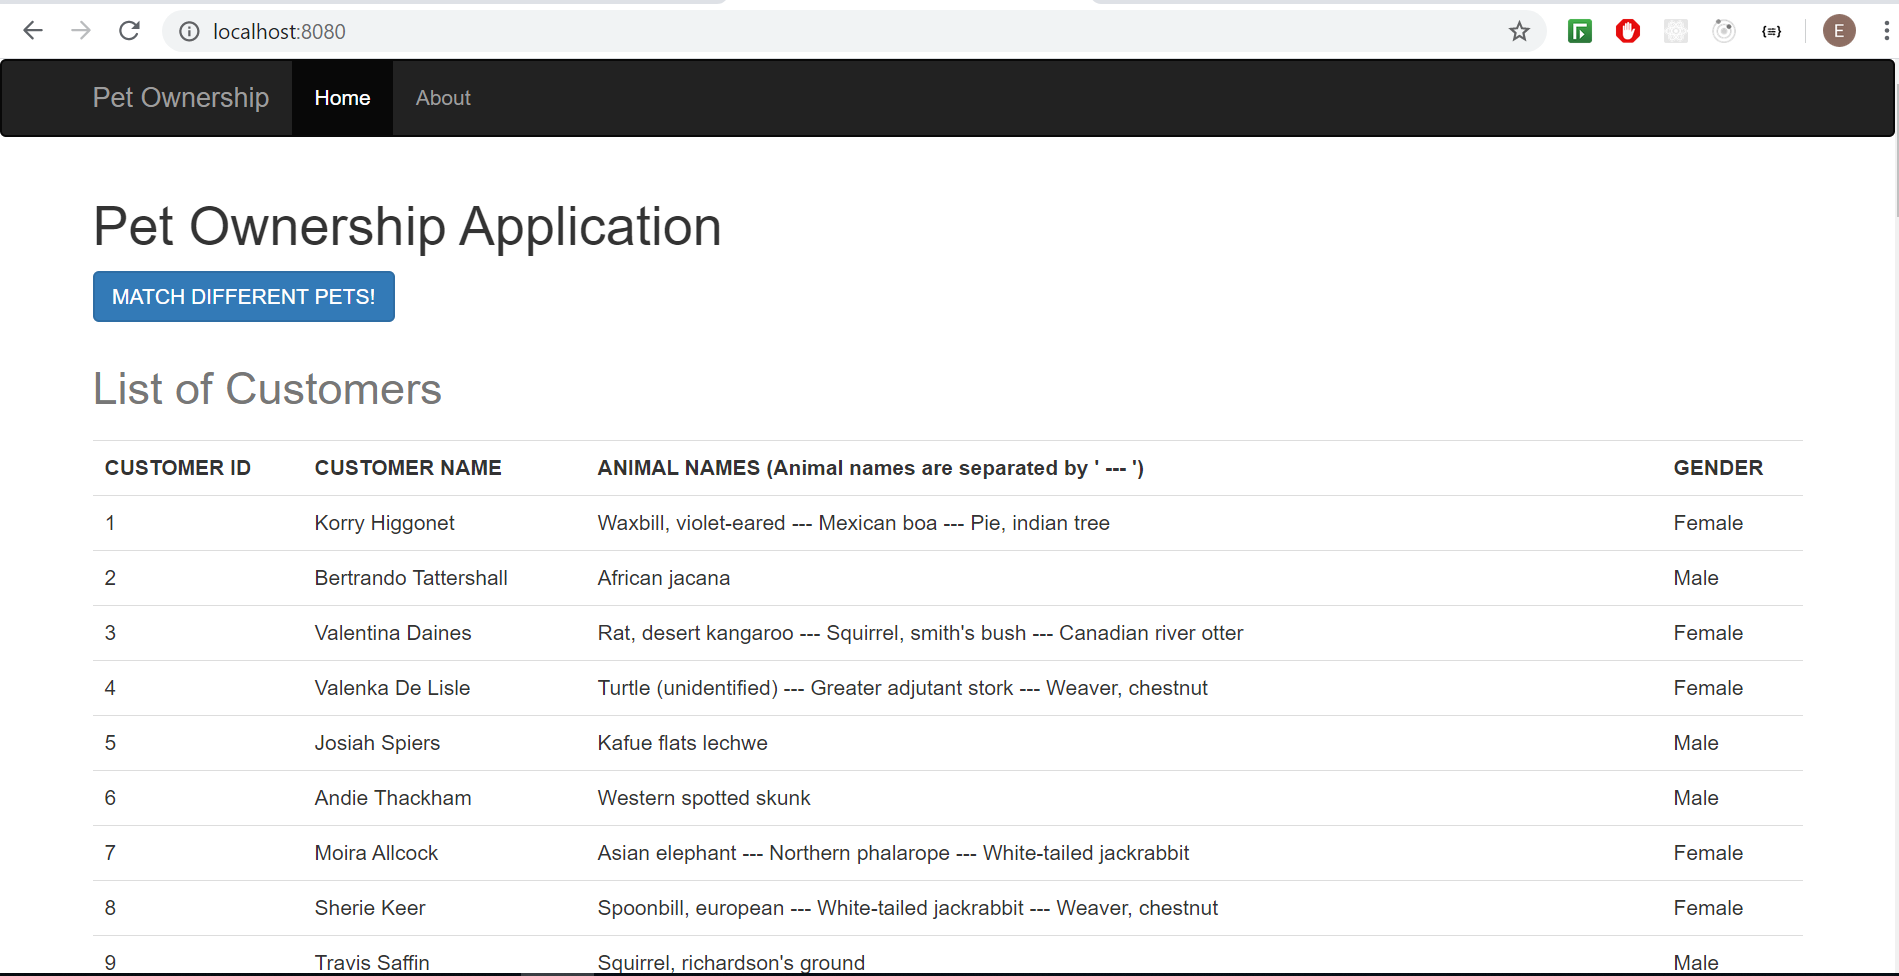 localhost:8080
E
Pet Ownership Home About
Pet Ownership Application
MATCH DIFFERENT PETS!
List of Customers
CUSTOMER ID CUSTOMER NAME ANIMAL NAMES (Animal names are separated by ' --- ') GENDER
1 Korry Higgonet Waxbill, violet-eared --- Mexican boa --- Pie, indian tree Female
2 Bertrando Tattershall African jacana Male
3 Valentina Daines Rat, desert kangaroo --- Squirrel, smith's bush --- Canadian river otter Female
4 Valenka De Lisle Turtle (unidentified) --- Greater adjutant stork --- Weaver, chestnut Female
5 Josiah Spiers Kafue flats lechwe Male
6 Andie Thackham Western spotted skunk Male
7 Moira Allcock Asian elephant --- Northern phalarope --- White-tailed jackrabbit Female
8 Sherie Keer Spoonbill, european --- White-tailed jackrabbit --- Weaver, chestnut Female
9 Travis Saffin Squirrel, richardson's ground Male